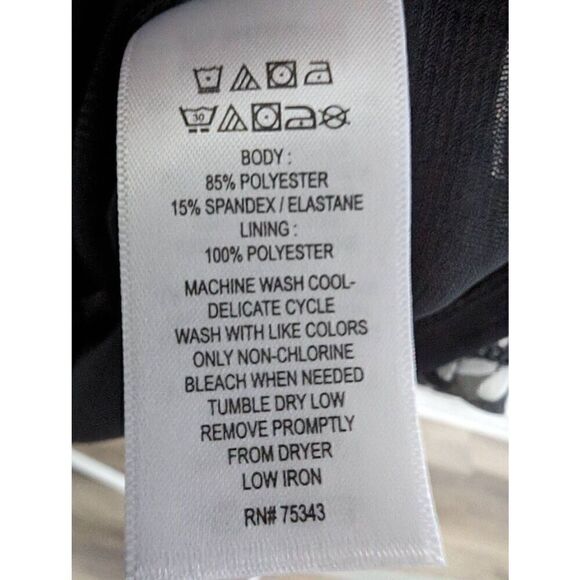 30
BODY :
85% POLYESTER
15% SPANDEX / ELASTANE
LINING :
100% POLYESTER
MACHINE WASH COOL-
DELICATE CYCLE
WASH WITH LIKE COLORS
ONLY NON-CHLORINE
BLEACH WHEN NEEDED
TUMBLE DRY LOW
REMOVE PROMPTLY
FROM DRYER
LOW IRON
RN# 75343